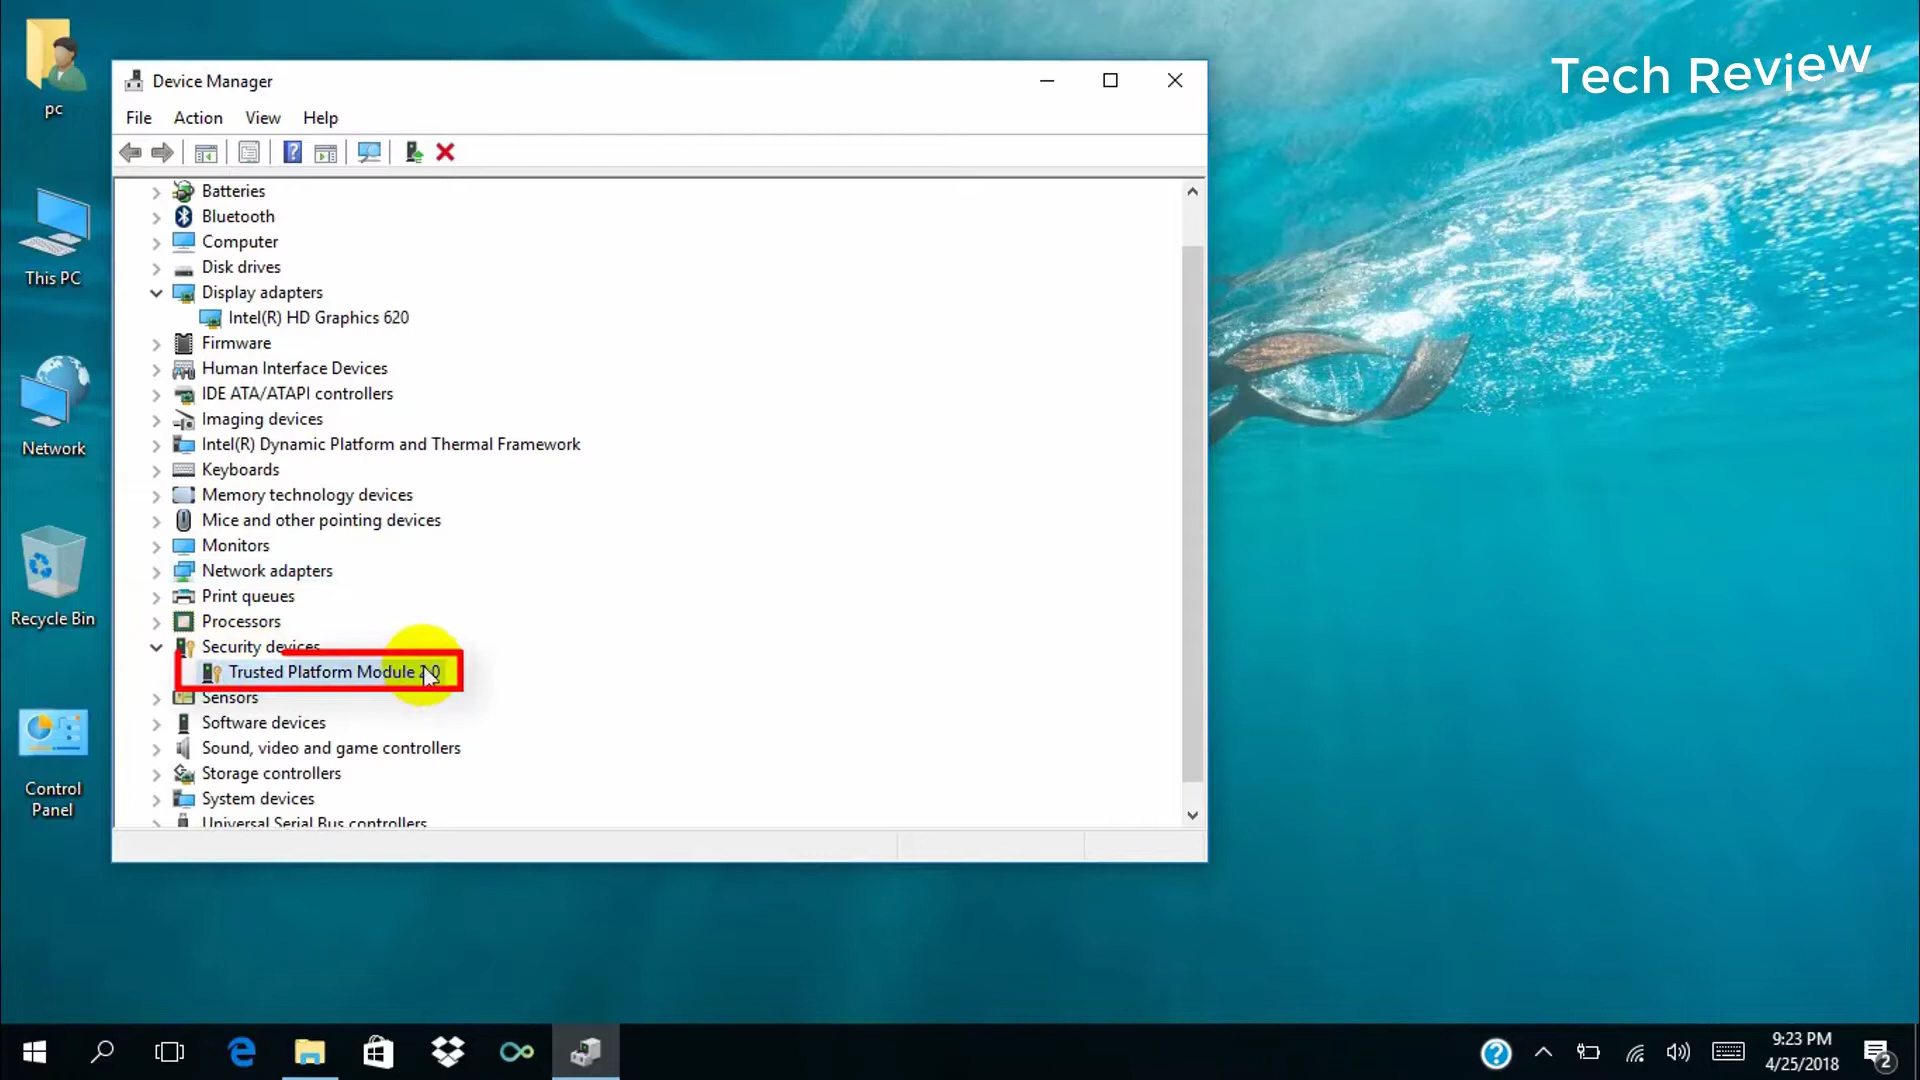 Tech Review
pc
This PC
Network
Recycle Bin
Control
Panel
Device Manager
File Action View Help
Batteries
Bluetooth
Computer
Disk drives
Display adapters
Intel(R) HD Graphics 620
Firmware
Human Interface Devices
IDE ATA/ATAPI controllers
Imaging devices
Intel(R) Dynamic Platform and Thermal Framework
Keyboards
Memory technology devices
Mice and other pointing devices
Monitors
Network adapters
Print queues
Processors
Security devices
Trusted Platform Module 2.0
Sensors
Software devices
Sound, video and game controllers
Storage controllers
System devices
Universal Serial Bus controllers
9:23 PM
4/25/2018
2